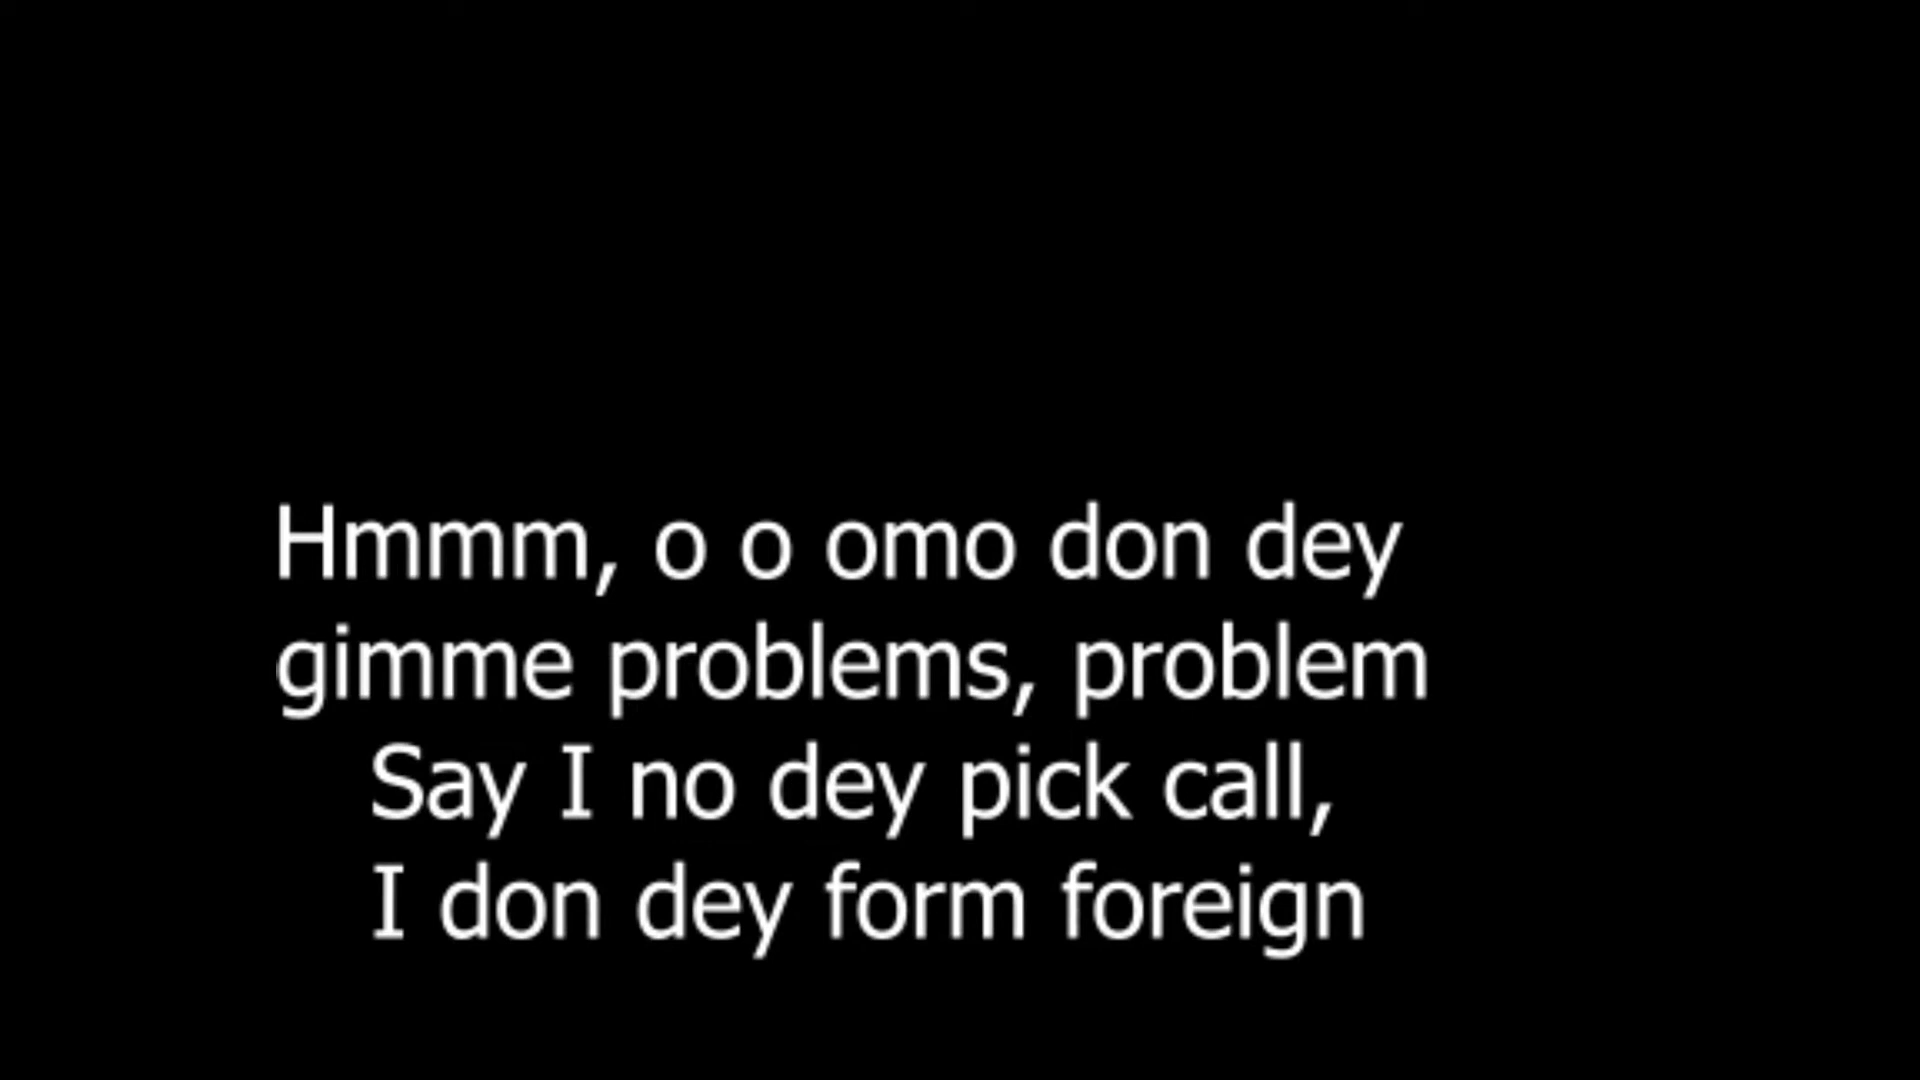 Hmmm, o o omo don dey
gimme problems, problem
Say I no dey pick call,
I don dey form foreign